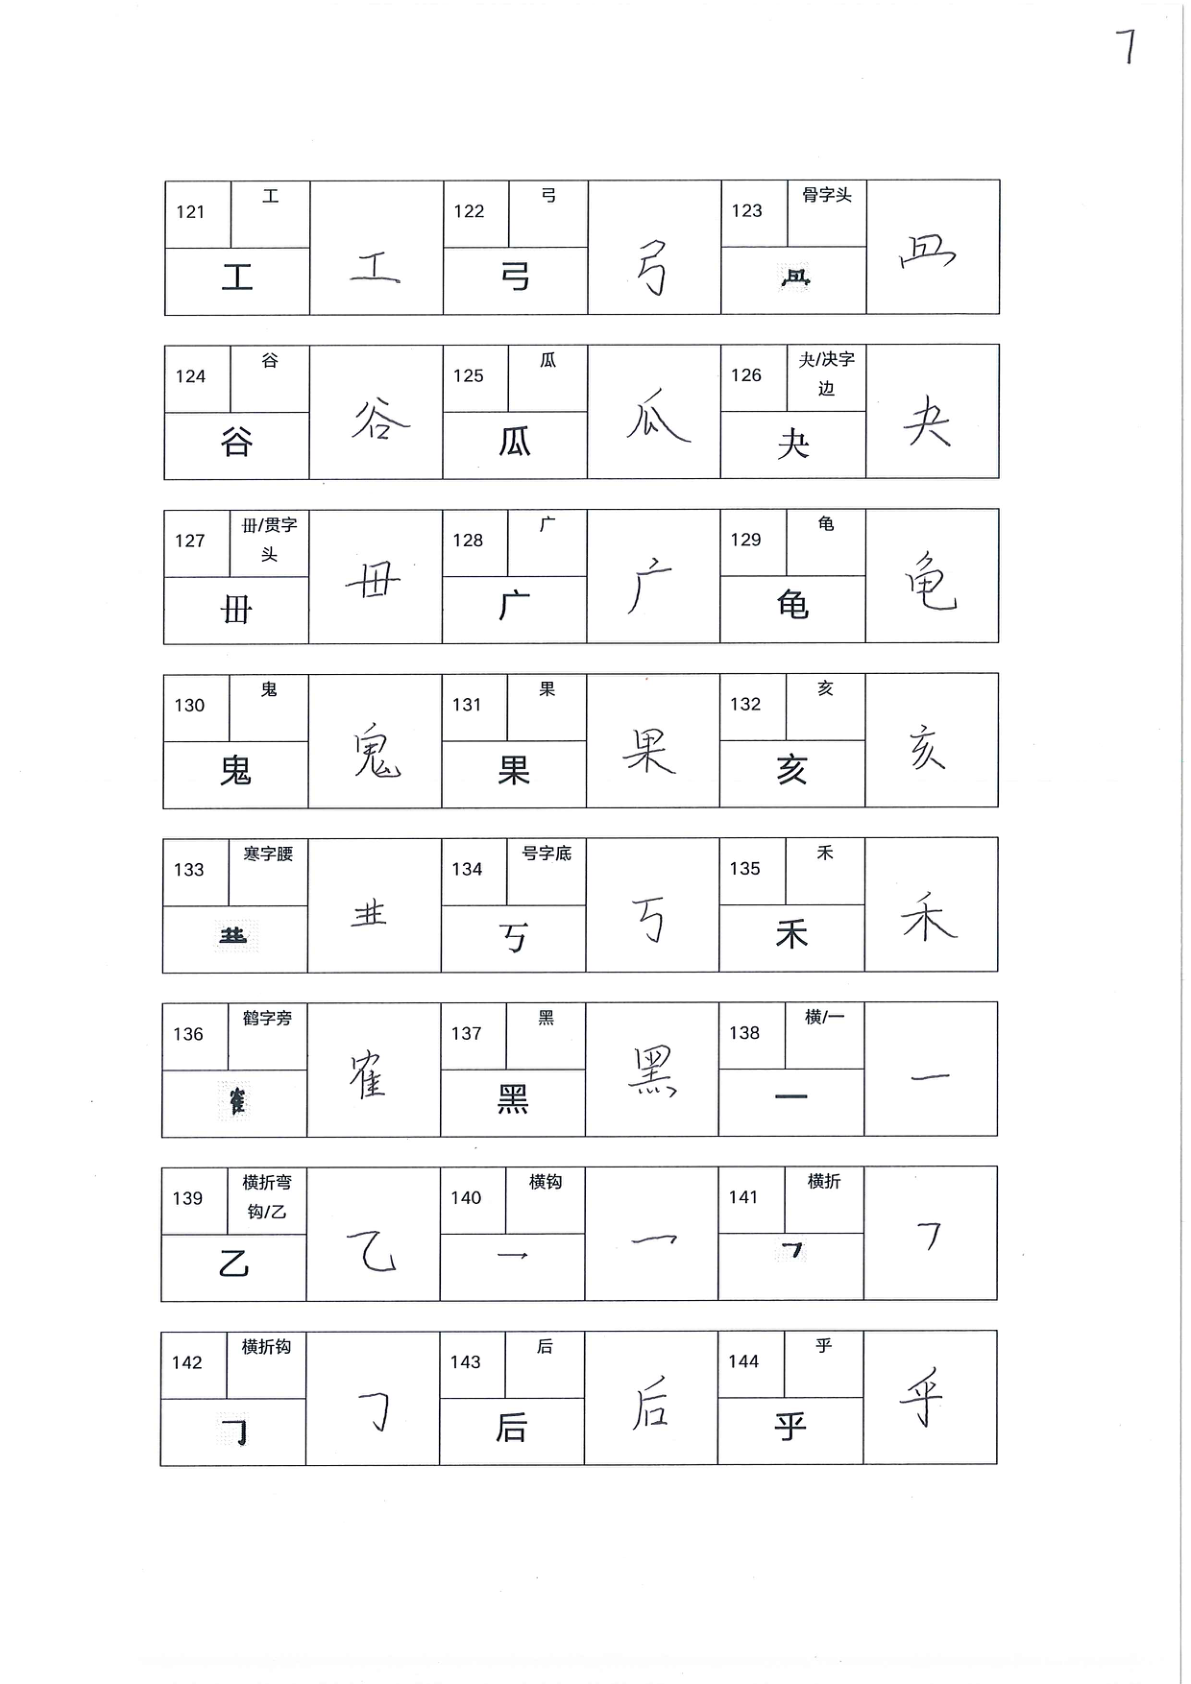 7
121 工 工 工
122 弓 弓 弓
123 骨字头
124 谷 谷 谷
125 瓜 瓜 瓜
126 夬/决字边 夬 夬
127 毌/贯字头 毌 毌
128 广 广 广
129 龟 龟 龟
130 鬼 鬼 鬼
131 果 果 果
132 亥 亥 亥
133 寒字腰
134 号字底 丂 丂
135 禾 禾 禾
136 鹤字旁 隺 隺
137 黑 黑 黑
138 横/一 一 一
139 横折弯钩/乙 乙 乙
140 横钩 乛 乛
141 横折 𠃍 𠃍
142 横折钩 𠃌 𠃌
143 后 后 后
144 乎 乎 乎